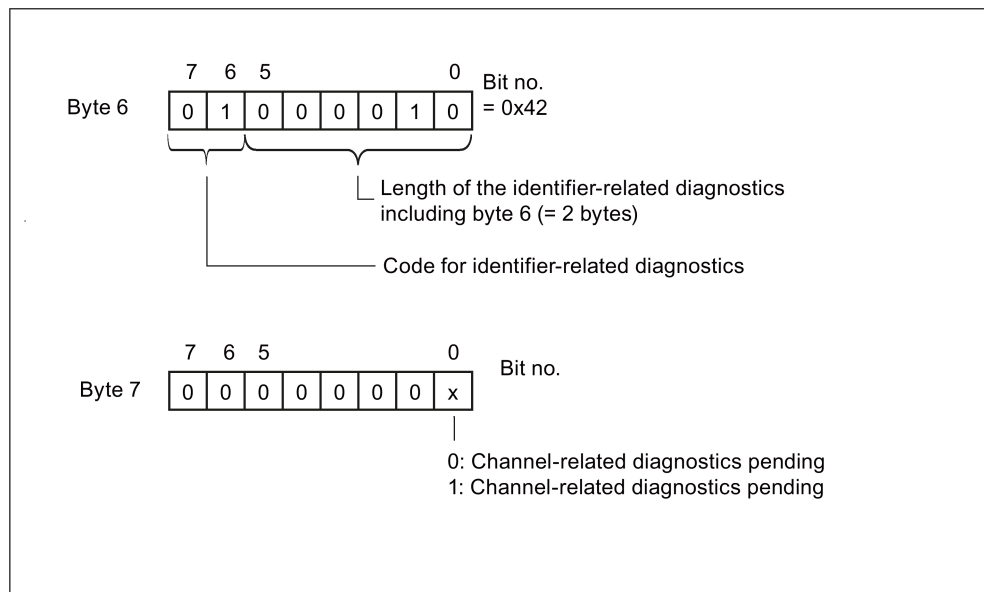 7 6 5 0
Bit no.
Byte 6 0 1 0 0 0 0 1 0 = 0x42
Length of the identifier-related diagnostics
including byte 6 (= 2 bytes)
Code for identifier-related diagnostics
7 6 5 0
Bit no.
Byte 7 0 0 0 0 0 0 0 x
0: Channel-related diagnostics pending
1: Channel-related diagnostics pending